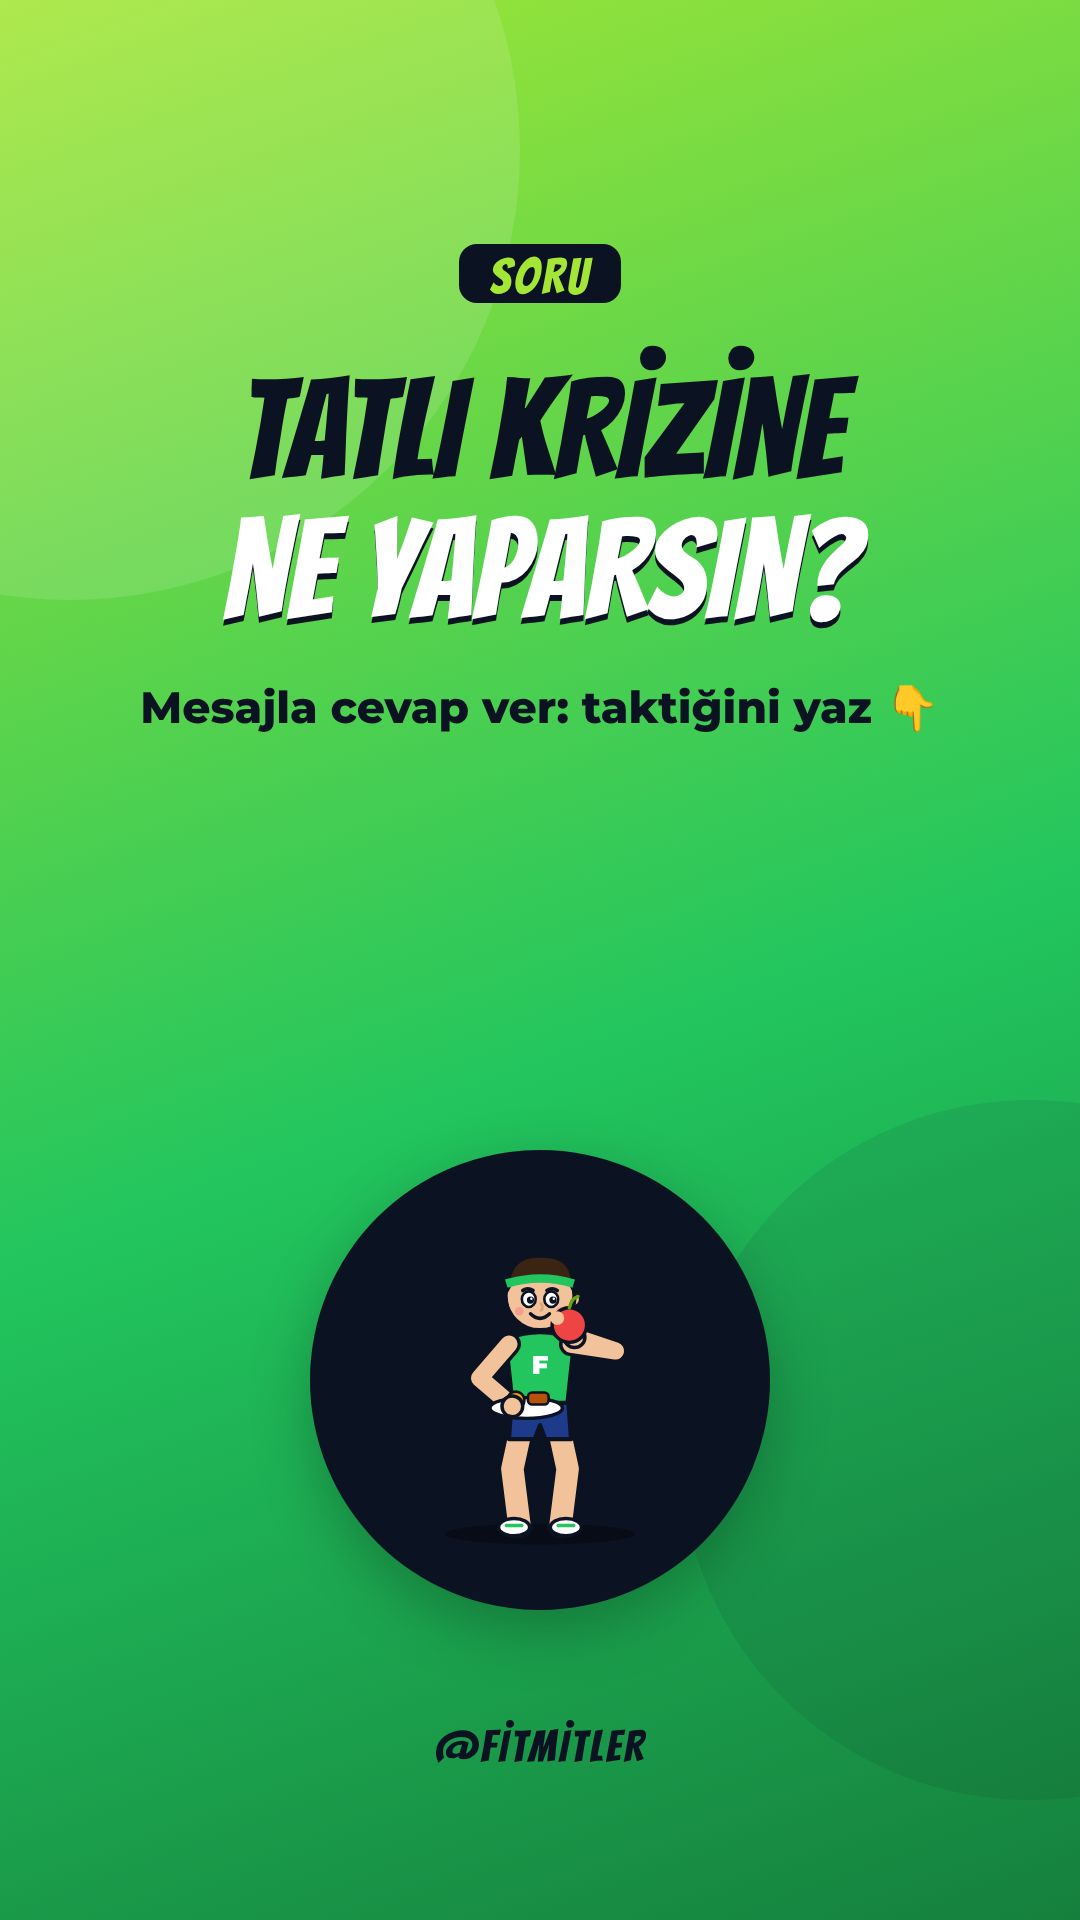 SORU
TATLI KRİZİNE
NE YAPARSIN?
Mesajla cevap ver: taktiğini yaz 👇
F
@FİTMİTLER